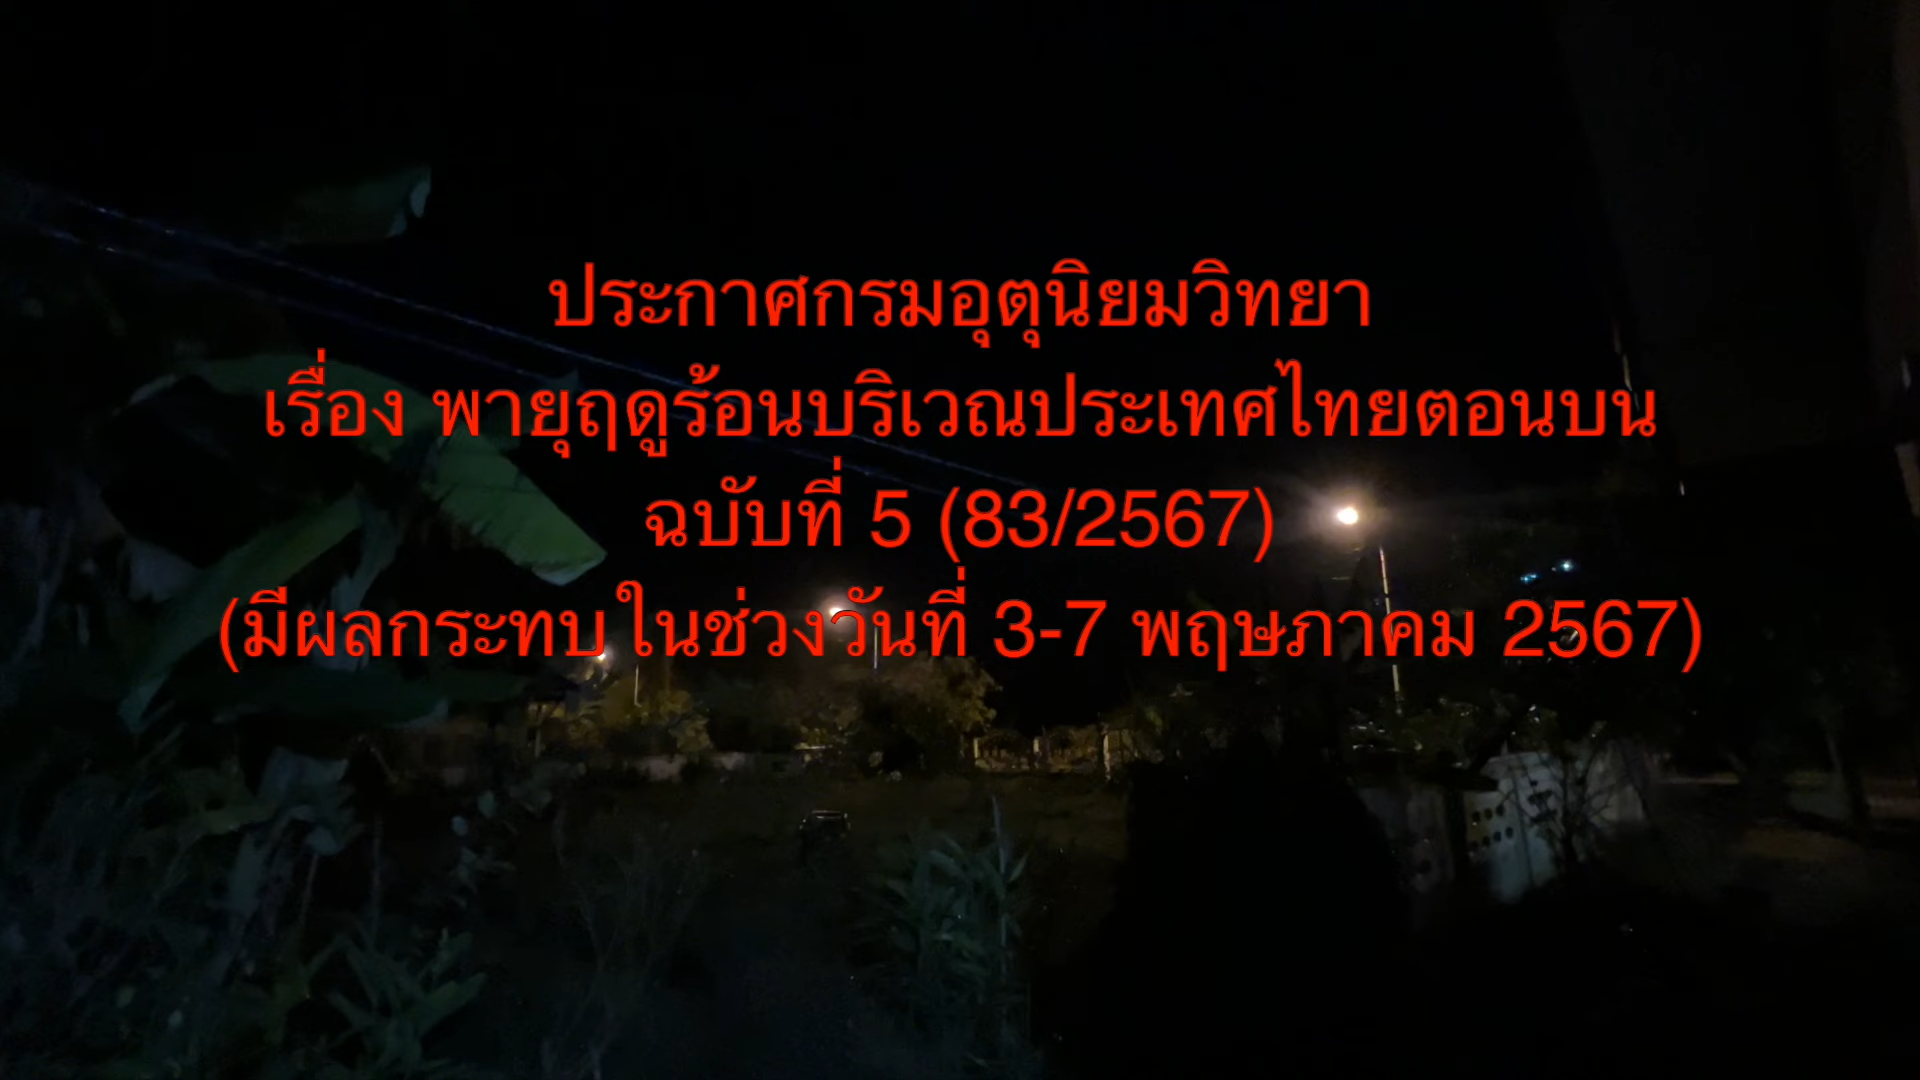 ประกาศกรมอุตุนิยมวิทยา
เรื่อง พายุฤดูร้อนบริเวณประเทศไทยตอนบน
ฉบับที่ 5 (83/2567)
(มีผลกระทบในช่วงวันที่ 3-7 พฤษภาคม 2567)